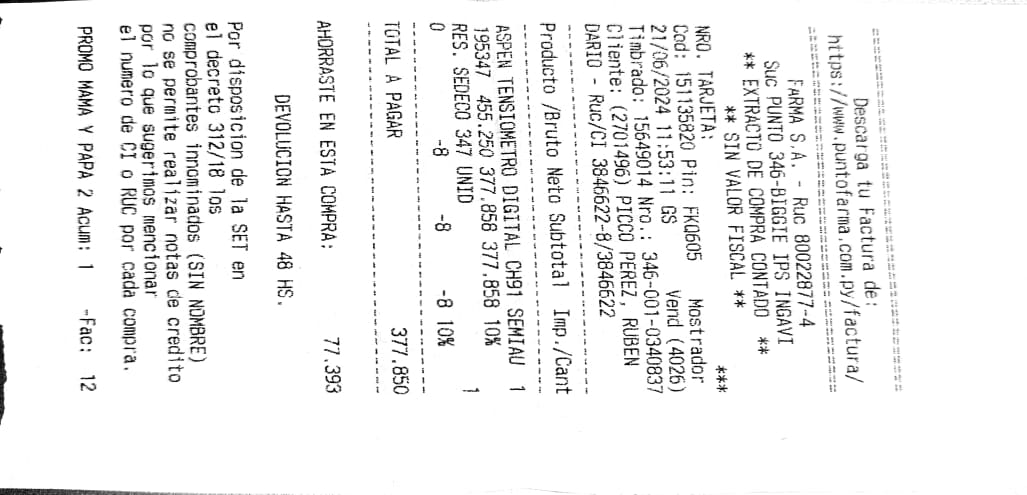 Descarga tu Factura de:
https://www.puntofarma.com.py/factura/
FARMA S.A. - Ruc 80022877-4
Suc PUNTO 346-BIGGIE IPS INGAVI
** EXTRACTO DE COMPRA CONTADO **
** SIN VALOR FISCAL **
NRO. TARJETA: ***
Cod: 151135820 Pin: FKQ605 Mostrador
21/06/2024 11:53:11 GS Vend (4026)
Timbrado: 15649014 Nro.: 346-001-0340837
Cliente: (2701496) PICCO PEREZ, RUBEN
DARIO - Ruc/CI 3846622-8/3846622
Producto /Bruto Neto Subtotal Imp./Cant
ASPEN TENSIOMETRO DIGITAL CH91 SEMIAU 1
195347 455.250 377.858 377.858 10%
RES. SEDECO 347 UNID 1
0 -8 -8 -8 10%
TOTAL A PAGAR 377.850
AHORRASTE EN ESTA COMPRA: 77.393
DEVOLUCION HASTA 48 HS.
Por disposicion de la SET en
el decreto 312/18 los
comprobantes innominados (SIN NOMBRE)
no se permite realizar notas de credito
por lo que sugerimos mencionar
el numero de CI o RUC por cada compra.
PROMO MAMA Y PAPA 2 Acum: 1 -Fac: 12